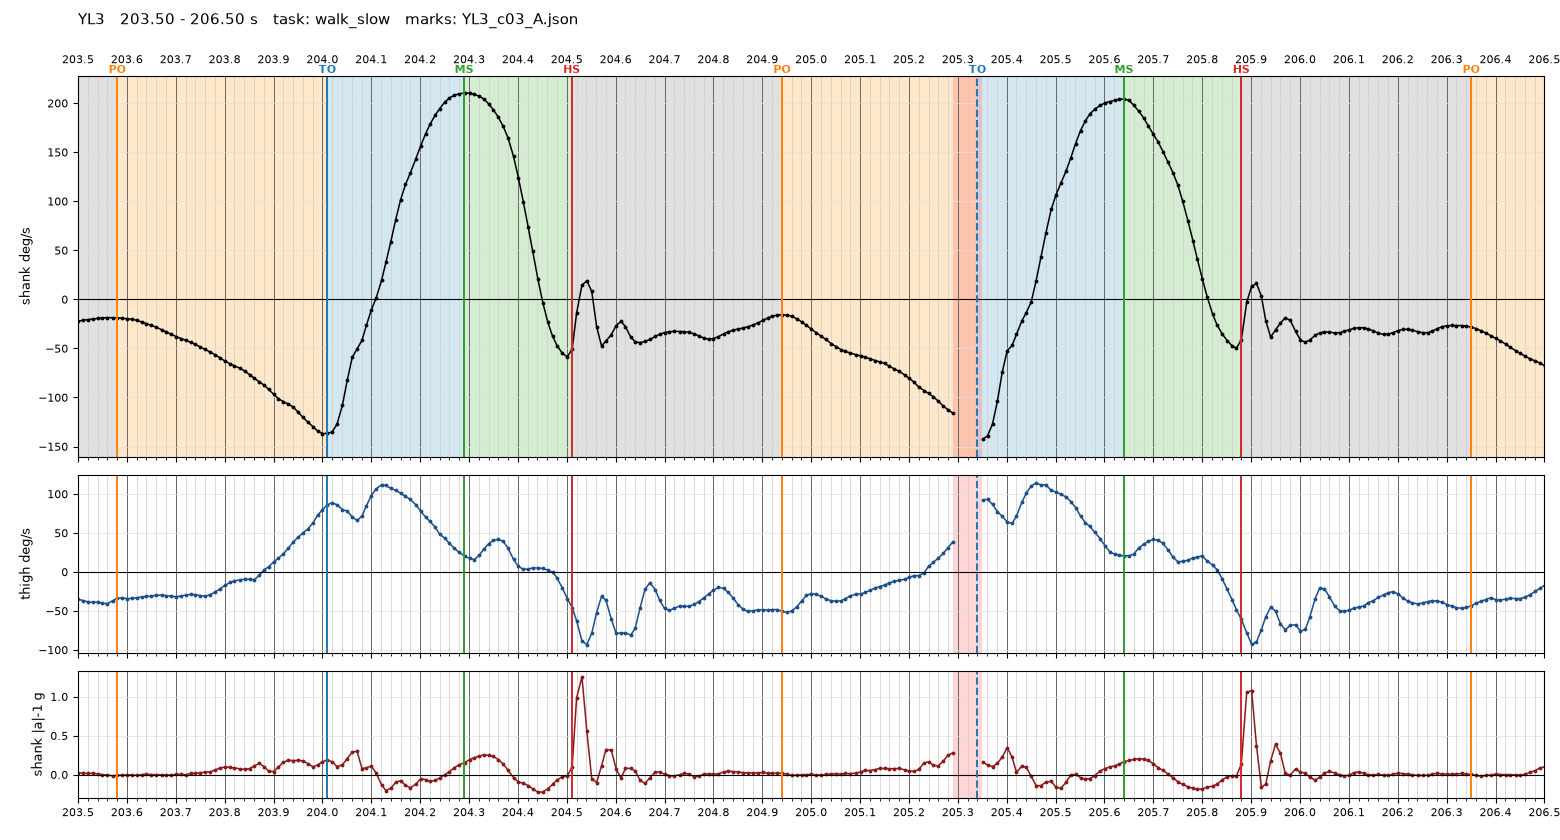 YL3 203.50 - 206.50 s task: walk_slow marks: YL3_c03_A.json
203.5 203.6 203.7 203.8 203.9 204.0 204.1 204.2 204.3 204.4 204.5 204.6 204.7 204.8 204.9 205.0 205.1 205.2 205.3 205.4 205.5 205.6 205.7 205.8 205.9 206.0 206.1 206.2 206.3 206.4 206.5
PO TO MS HS PO TO MS HS PO
200
150
100
50
0
−50
−100
−150
shank deg/s
100
50
0
−50
−100
thigh deg/s
1.0
0.5
0.0
shank |a|-1 g
203.5 203.6 203.7 203.8 203.9 204.0 204.1 204.2 204.3 204.4 204.5 204.6 204.7 204.8 204.9 205.0 205.1 205.2 205.3 205.4 205.5 205.6 205.7 205.8 205.9 206.0 206.1 206.2 206.3 206.4 206.5